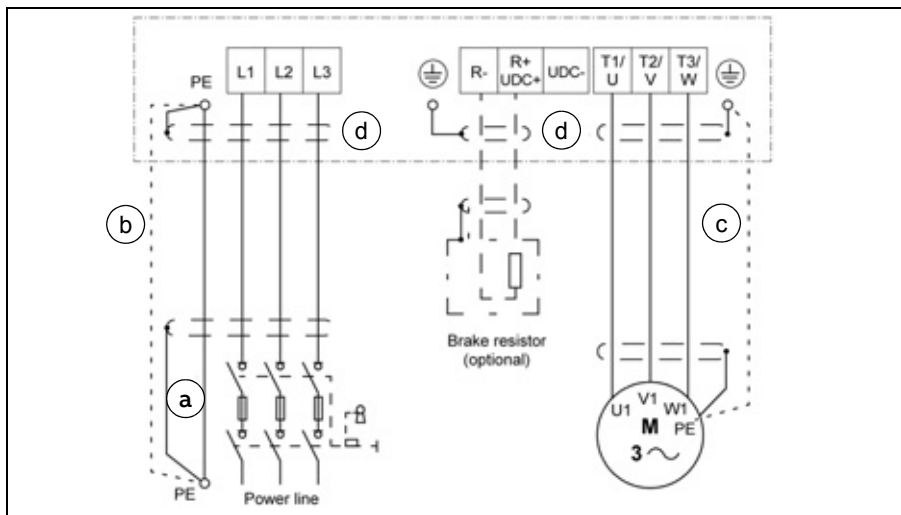 PE
L1 L2 L3
R- R+ UDC+ UDC-
T1/ U T2/ V T3/ W
d
d
b
c
Brake resistor
(optional)
a
U1 V1 W1
M PE
3
PE
Power line